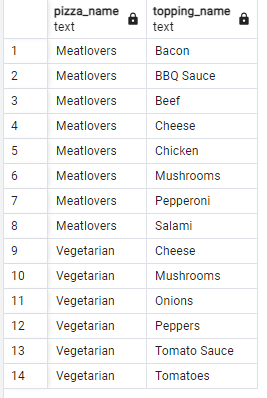 pizza_name topping_name
text text
1 Meatlovers Bacon
2 Meatlovers BBQ Sauce
3 Meatlovers Beef
4 Meatlovers Cheese
5 Meatlovers Chicken
6 Meatlovers Mushrooms
7 Meatlovers Pepperoni
8 Meatlovers Salami
9 Vegetarian Cheese
10 Vegetarian Mushrooms
11 Vegetarian Onions
12 Vegetarian Peppers
13 Vegetarian Tomato Sauce
14 Vegetarian Tomatoes